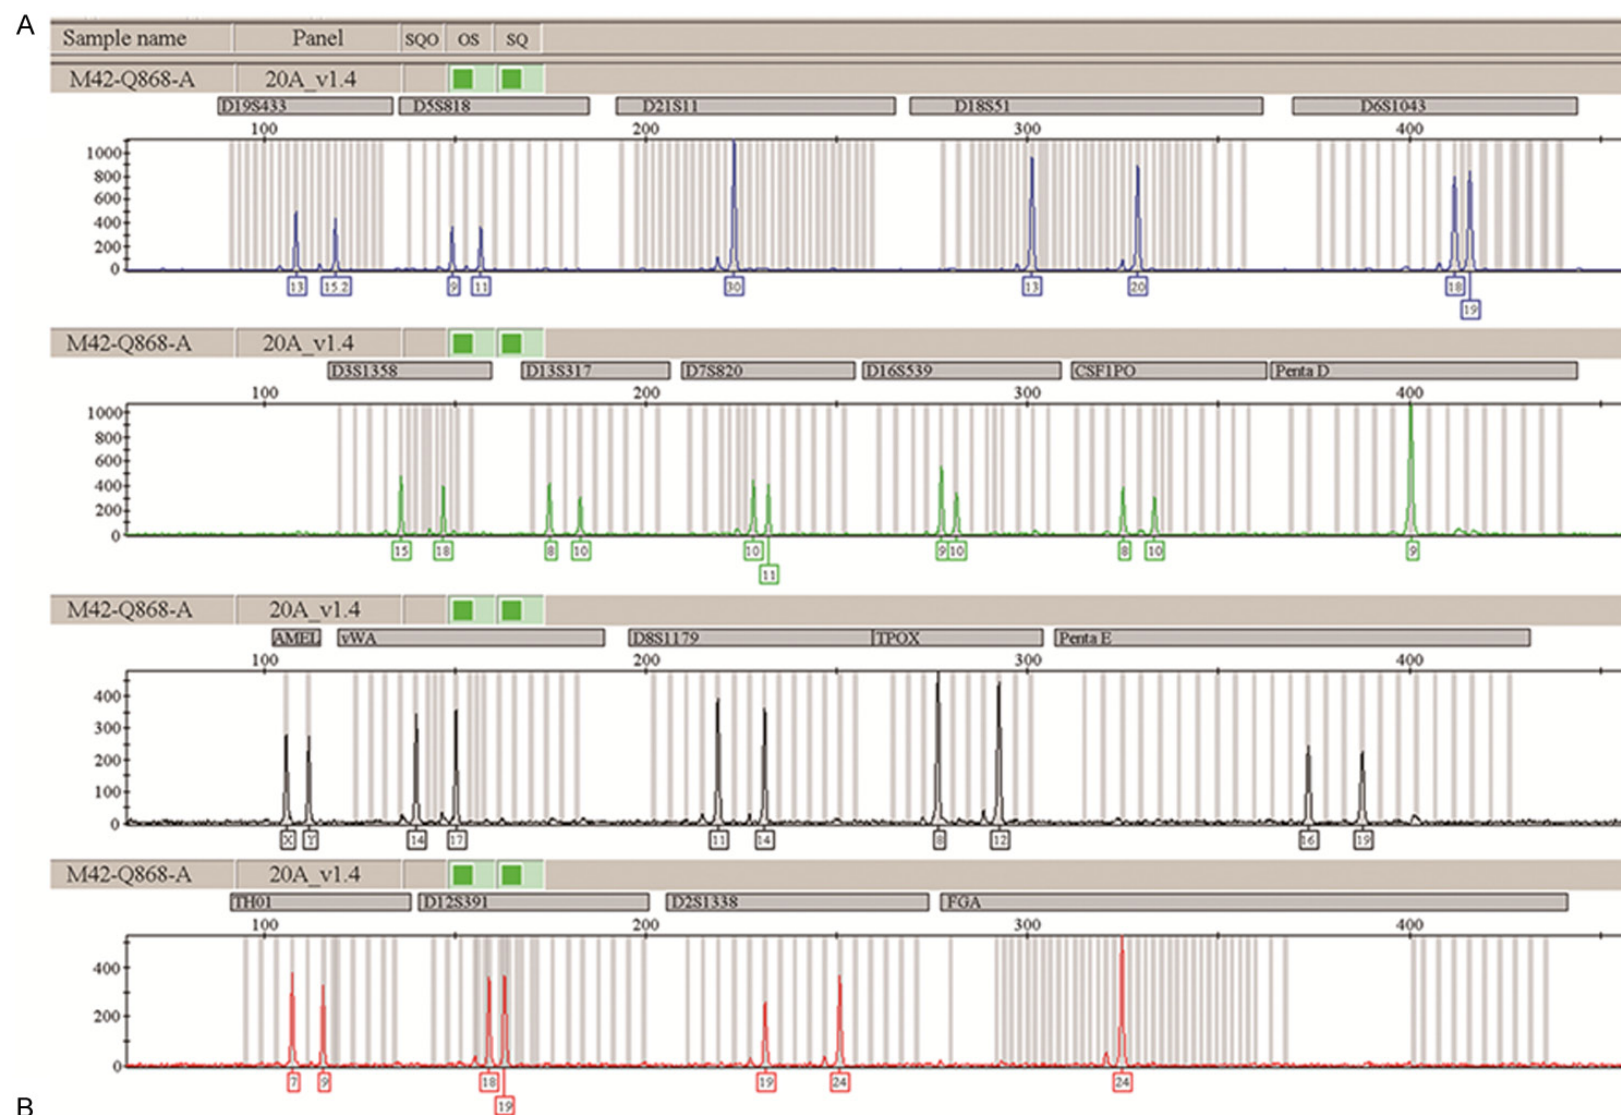 A
Sample name Panel SQO OS SQ
M42-Q868-A 20A_v1.4
D19S433 D5S818 D21S11 D18S51 D6S1043
100 200 300 400
1000
800
600
400
200
0
13 15.2 9 11 30 13 20 18
19
M42-Q868-A 20A_v1.4
D3S1358 D13S317 D7S820 D16S539 CSF1PO Penta D
100 200 300 400
1000
800
600
400
200
0
15 18 8 10 10 9 10 8 10 9
11
M42-Q868-A 20A_v1.4
AMEL vWA D8S1179 TPOX Penta E
100 200 300 400
400
300
200
100
0
X Y 14 17 11 14 8 12 16 19
M42-Q868-A 20A_v1.4
TH01 D12S391 D2S1338 FGA
100 200 300 400
400
200
0
7 9 18 19 24 24
19
B